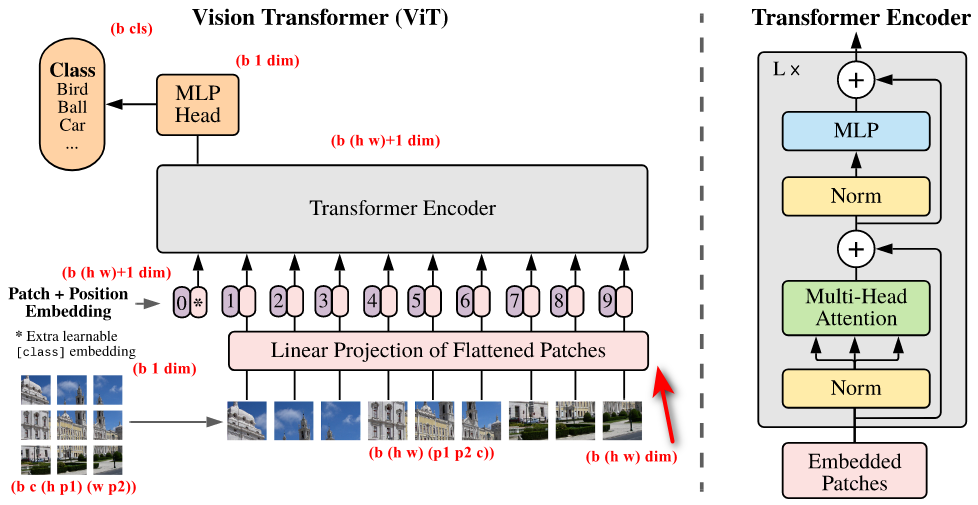 Vision Transformer (ViT)
(b cls)
Class
Bird
Ball
Car
...
(b 1 dim)
MLP
Head
(b (h w)+1 dim)
Transformer Encoder
(b (h w)+1 dim)
Patch + Position
Embedding
0 * 1 2 3 4 5 6 7 8 9
* Extra learnable
[class] embedding
(b 1 dim)
Linear Projection of Flattened Patches
(b (h w) (p1 p2 c))
(b (h w) dim)
(b c (h p1) (w p2))
Transformer Encoder
L ×
+
MLP
Norm
+
Multi-Head
Attention
Norm
Embedded
Patches